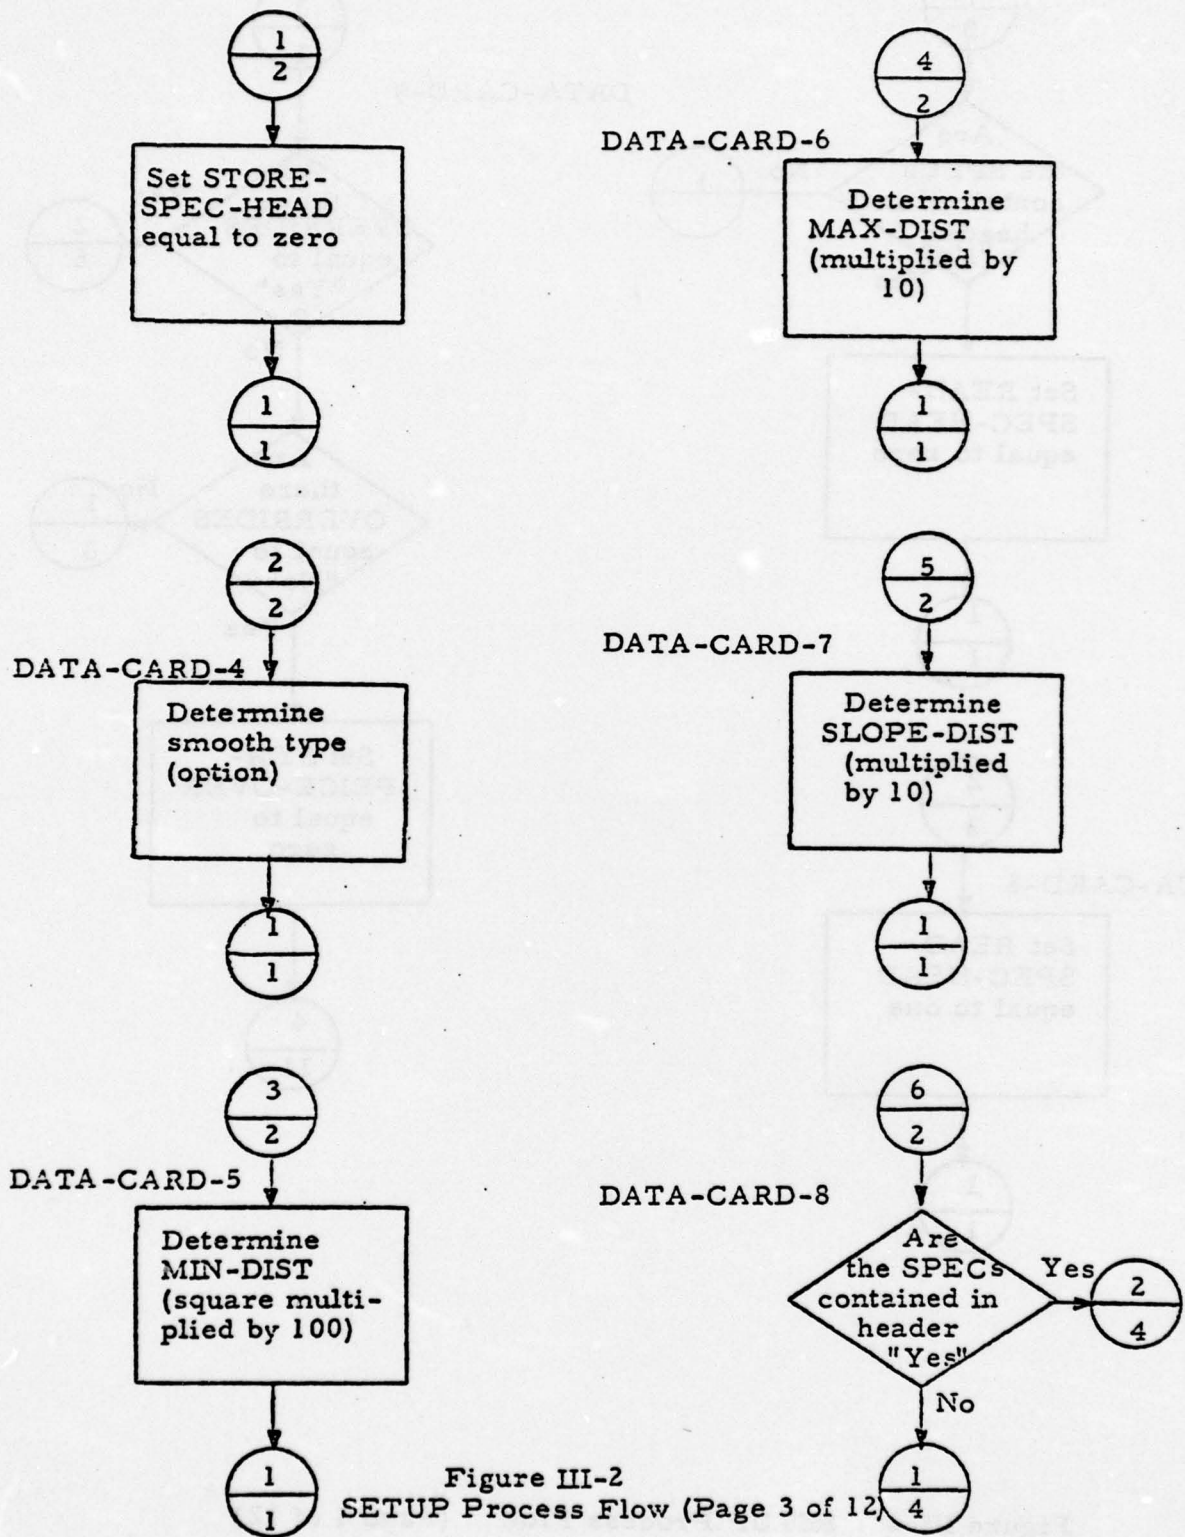 1
2
Set STORE-
SPEC-HEAD
equal to zero
1
1
2
2
DATA-CARD-4
Determine
smooth type
(option)
1
1
3
2
DATA-CARD-5
Determine
MIN-DIST
(square multi-
plied by 100)
1
1
4
2
DATA-CARD-6
Determine
MAX-DIST
(multiplied by
10)
1
1
5
2
DATA-CARD-7
Determine
SLOPE-DIST
(multiplied
by 10)
1
1
6
2
DATA-CARD-8
Are
the SPECs
contained in
header
"Yes"
Yes
2
4
No
1
4
Figure III-2
SETUP Process Flow (Page 3 of 12)